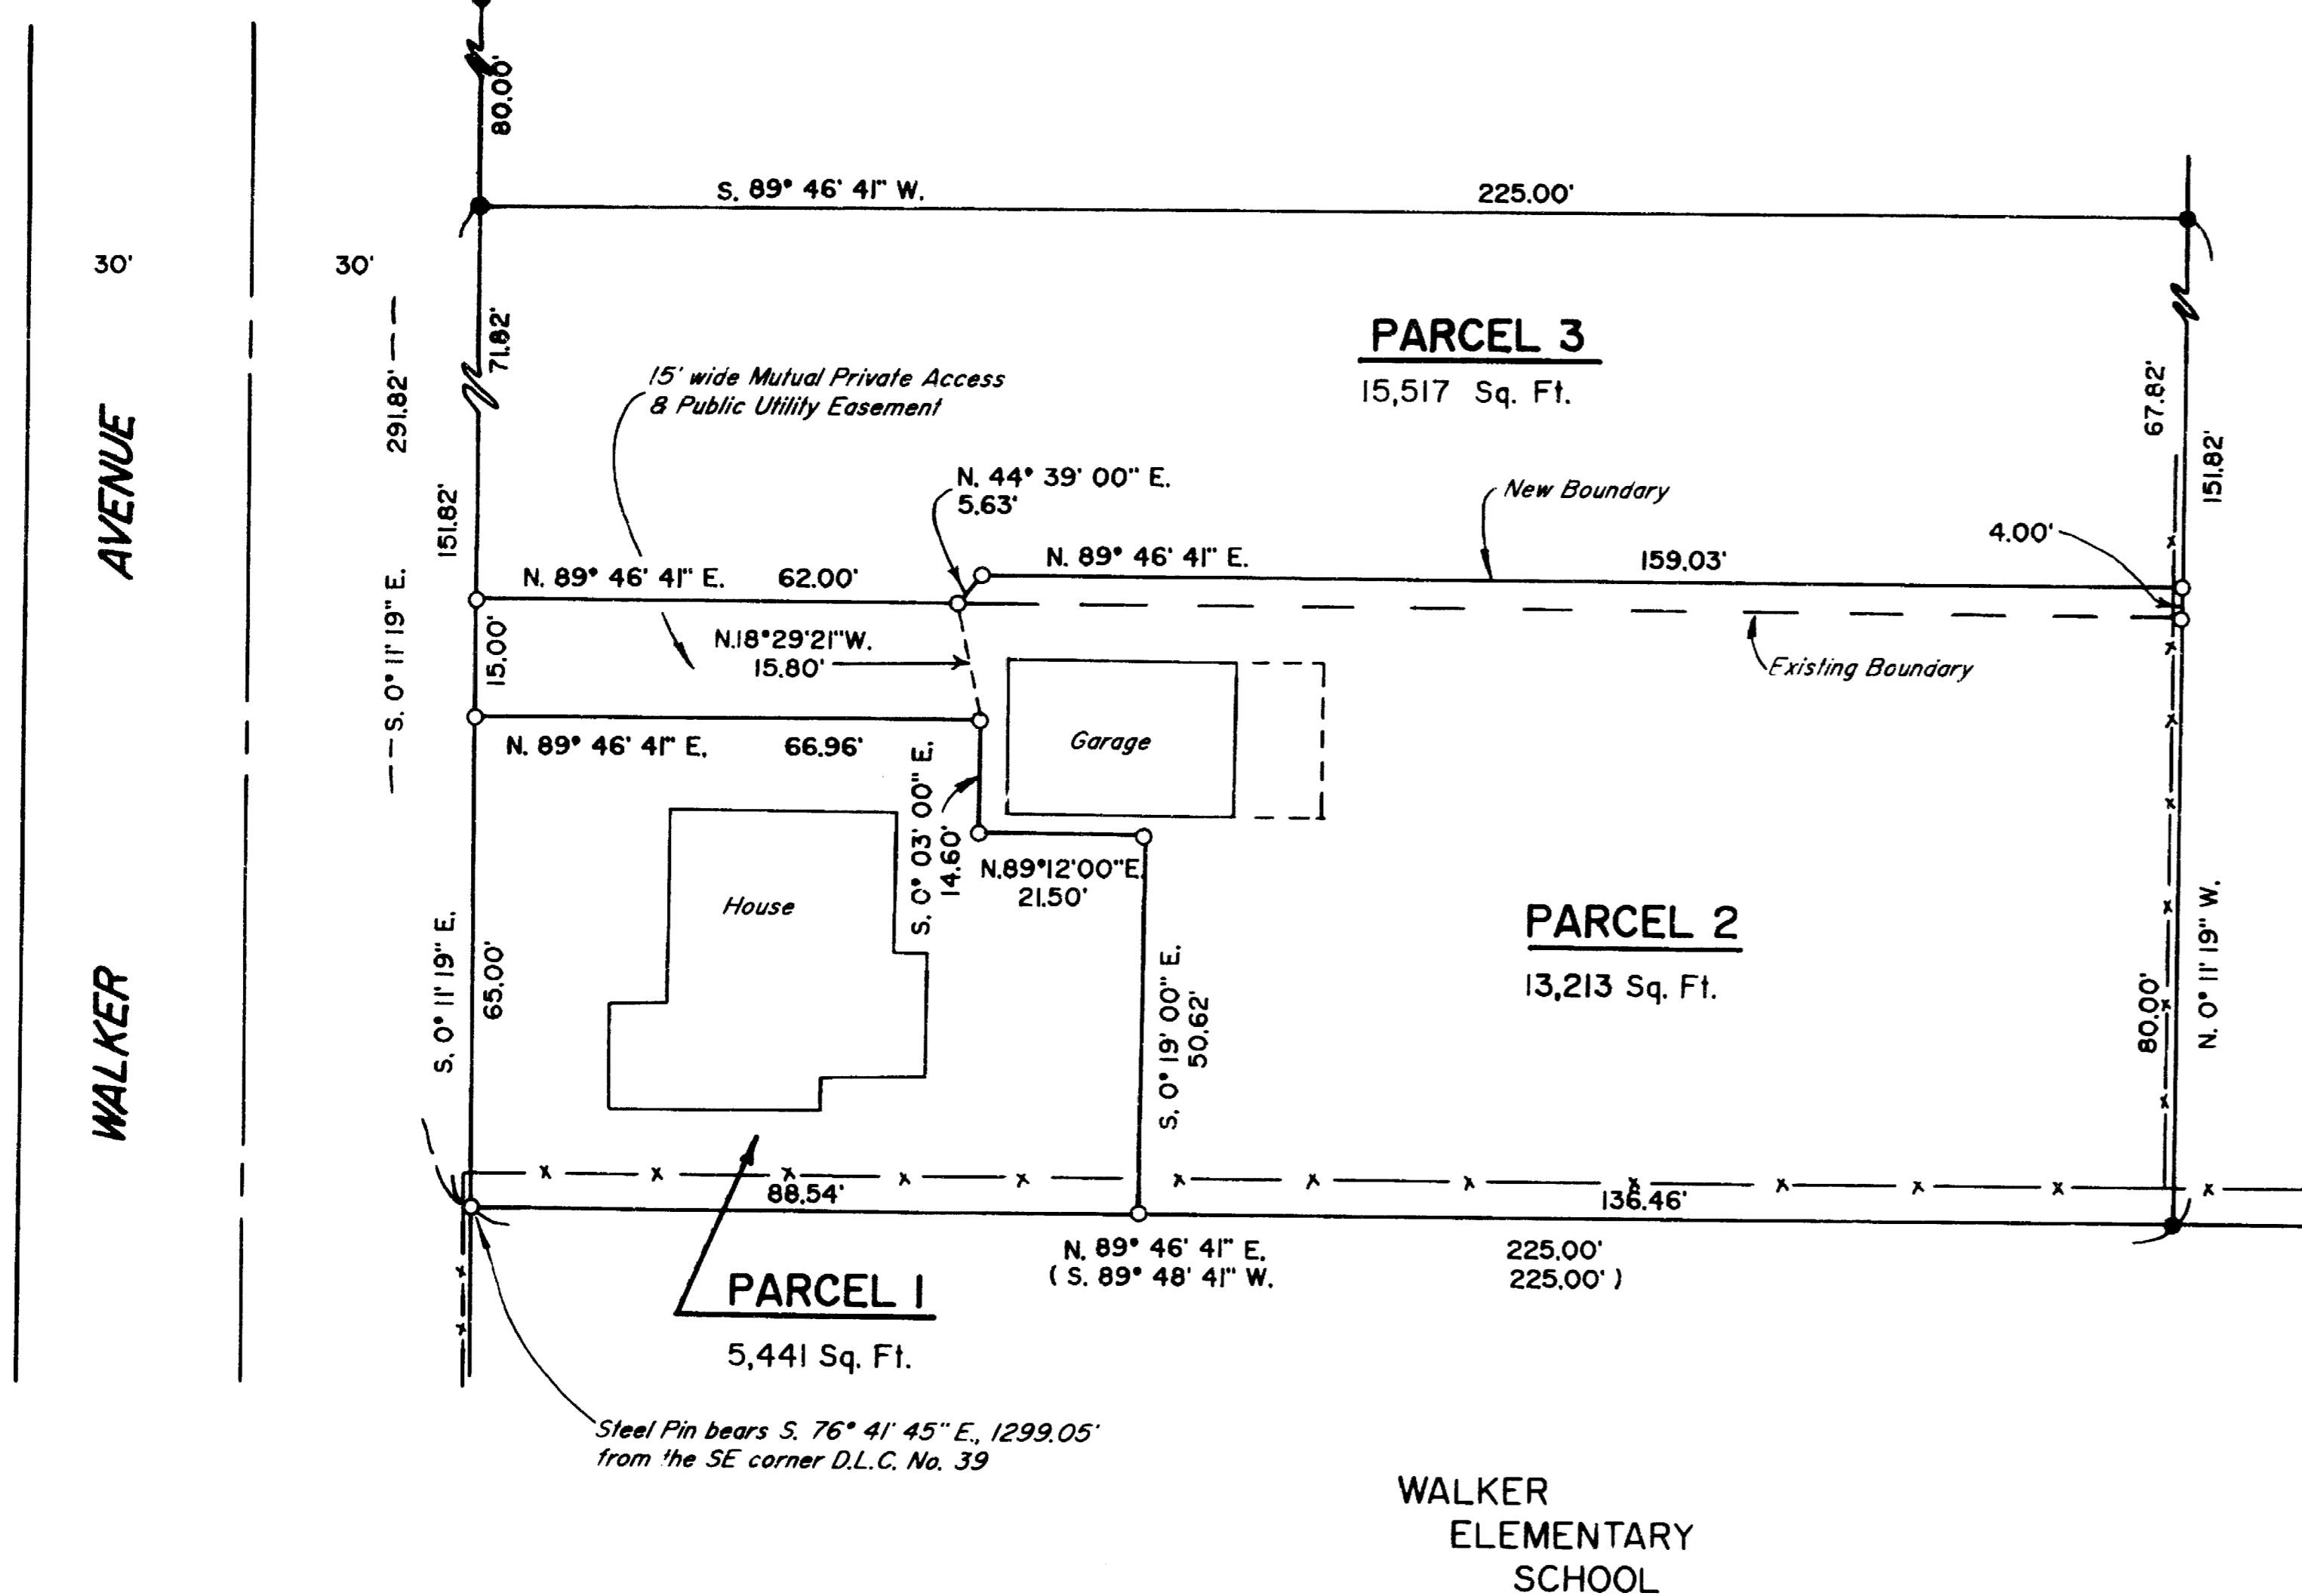 80.00'
S. 89° 46' 41" W.
225.00'
30'
30'
71.82'
291.82'
S. 0° 11' 19" E.
151.82'
PARCEL 3
15,517 Sq. Ft.
67.82'
151.82'
15' wide Mutual Private Access
& Public Utility Easement
N. 44° 39' 00" E.
5.63'
New Boundary
4.00'
N. 89° 46' 41" E.
62.00'
N. 89° 46' 41" E.
159.03'
15.00'
N.18°29'21"W.
15.80'
Existing Boundary
N. 89° 46' 41" E.
66.96'
Garage
S. 0° 03' 00" E.
14.60'
N.89°12'00"E.
21.50'
House
WALKER AVENUE
S. 0° 11' 19" E.
65.00'
S. 0° 19' 00" E.
50.62'
PARCEL 2
13,213 Sq. Ft.
80.00'
N. 0° 11' 19" W.
x x x x x x x x x x x x x x
88.54'
136.46'
N. 89° 46' 41" E.
225.00'
( S. 89° 48' 41" W.
225.00' )
PARCEL 1
5,441 Sq. Ft.
Steel Pin bears S. 76° 41' 45" E., 1299.05'
from the SE corner D.L.C. No. 39
WALKER
ELEMENTARY
SCHOOL